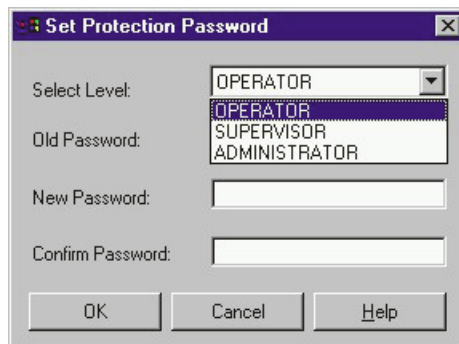 Set Protection Password
Select Level:
OPERATOR
OPERATOR
SUPERVISOR
ADMINISTRATOR
Old Password:
New Password:
Confirm Password:
OK
Cancel
Help